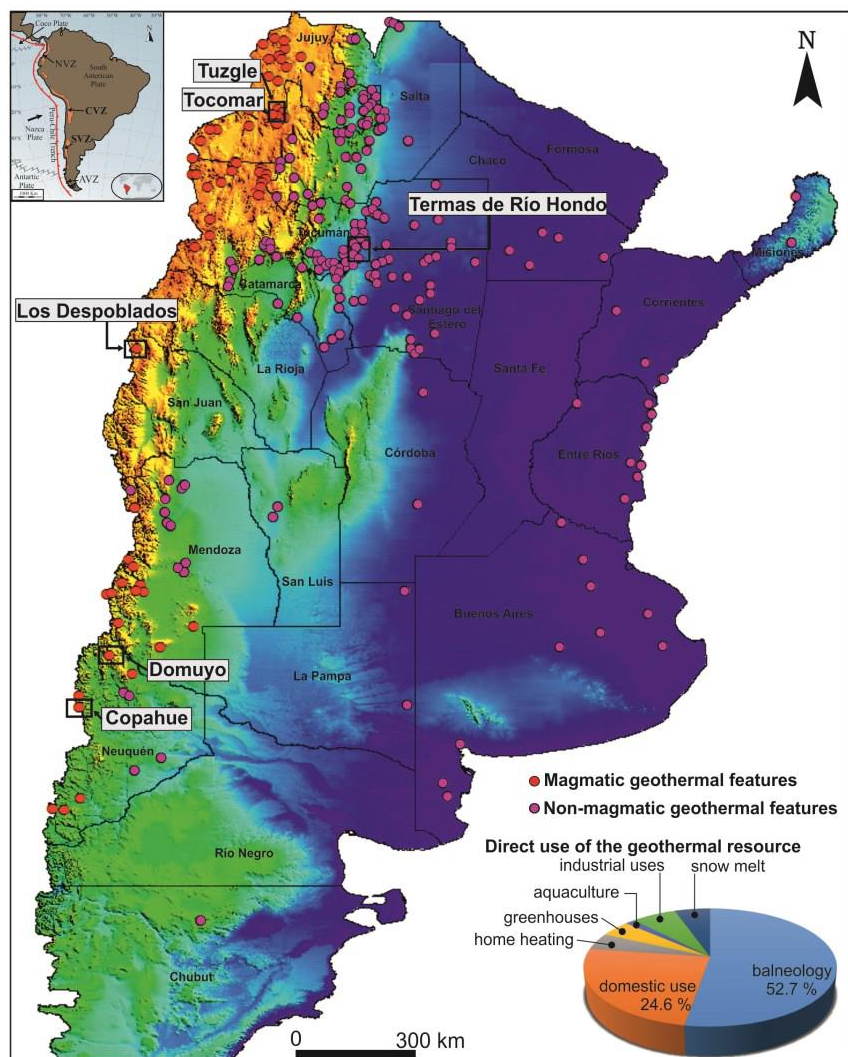 Coco Plate
N
NVZ
South
American
Plate
CVZ
Nazca
Plate
Peru-Chile Trench
SVZ
Antartic
Plate
AVZ
Jujuy
Tuzgle
Tocomar
Salta
N
Chaco
Formosa
Termas de Río Hondo
Tucumán
Misiones
Catamarca
Los Despoblados
Santiago del
Estero
Corrientes
La Rioja
Santa Fe
San Juan
Córdoba
Entre Ríos
Mendoza
San Luis
Buenos Aires
Domuyo
La Pampa
Copahue
Neuquén
Magmatic geothermal features
Non-magmatic geothermal features
Río Negro
Direct use of the geothermal resource
industrial uses
snow melt
aquaculture
greenhouses
home heating
balneology
52.7 %
domestic use
24.6 %
Chubut
0
300 km